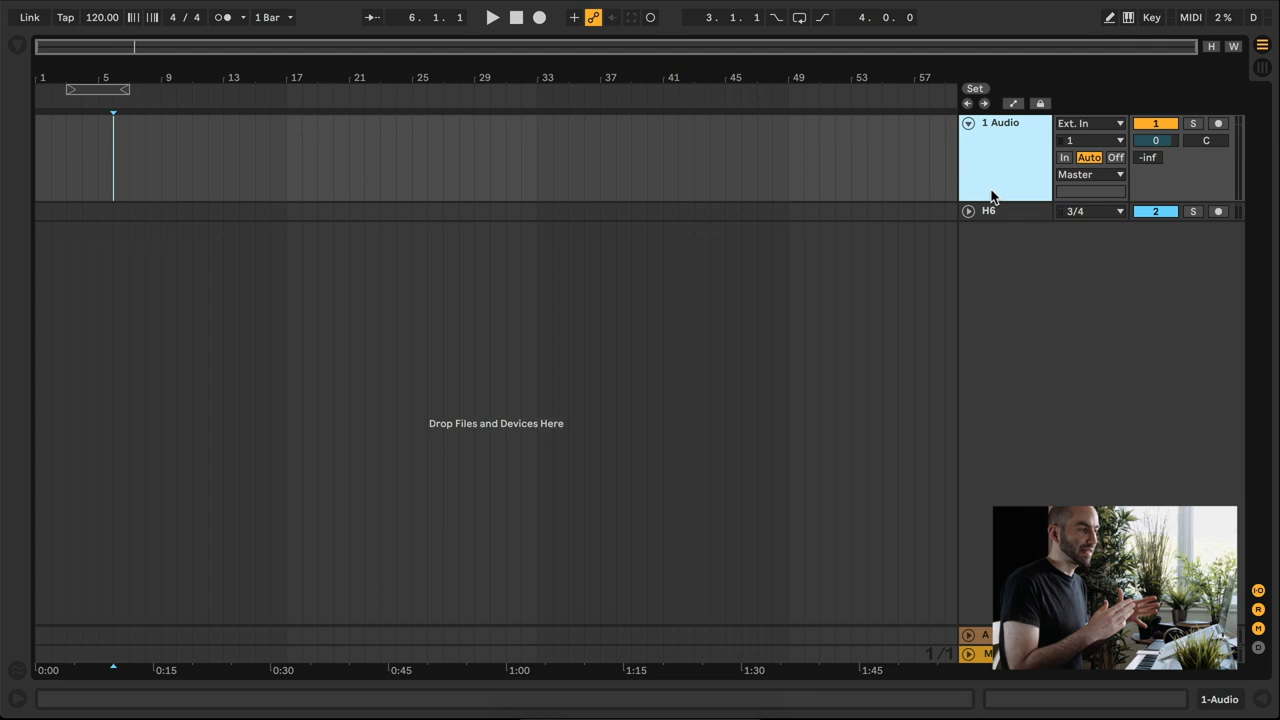 Link Tap 120.00 4 / 4 1 Bar 6. 1. 1 3. 1. 1 4. 0. 0 Key MIDI 2 % D
H W
1 5 9 13 17 21 25 29 33 37 41 45 49 53 57
Set
1 Audio Ext. In 1 S
1 0 C
In Auto Off -inf
Master
H6 3/4 2 S
Drop Files and Devices Here
I·O
R
A
M
1/1 M
D
0:00 0:15 0:30 0:45 1:00 1:15 1:30 1:45
1-Audio